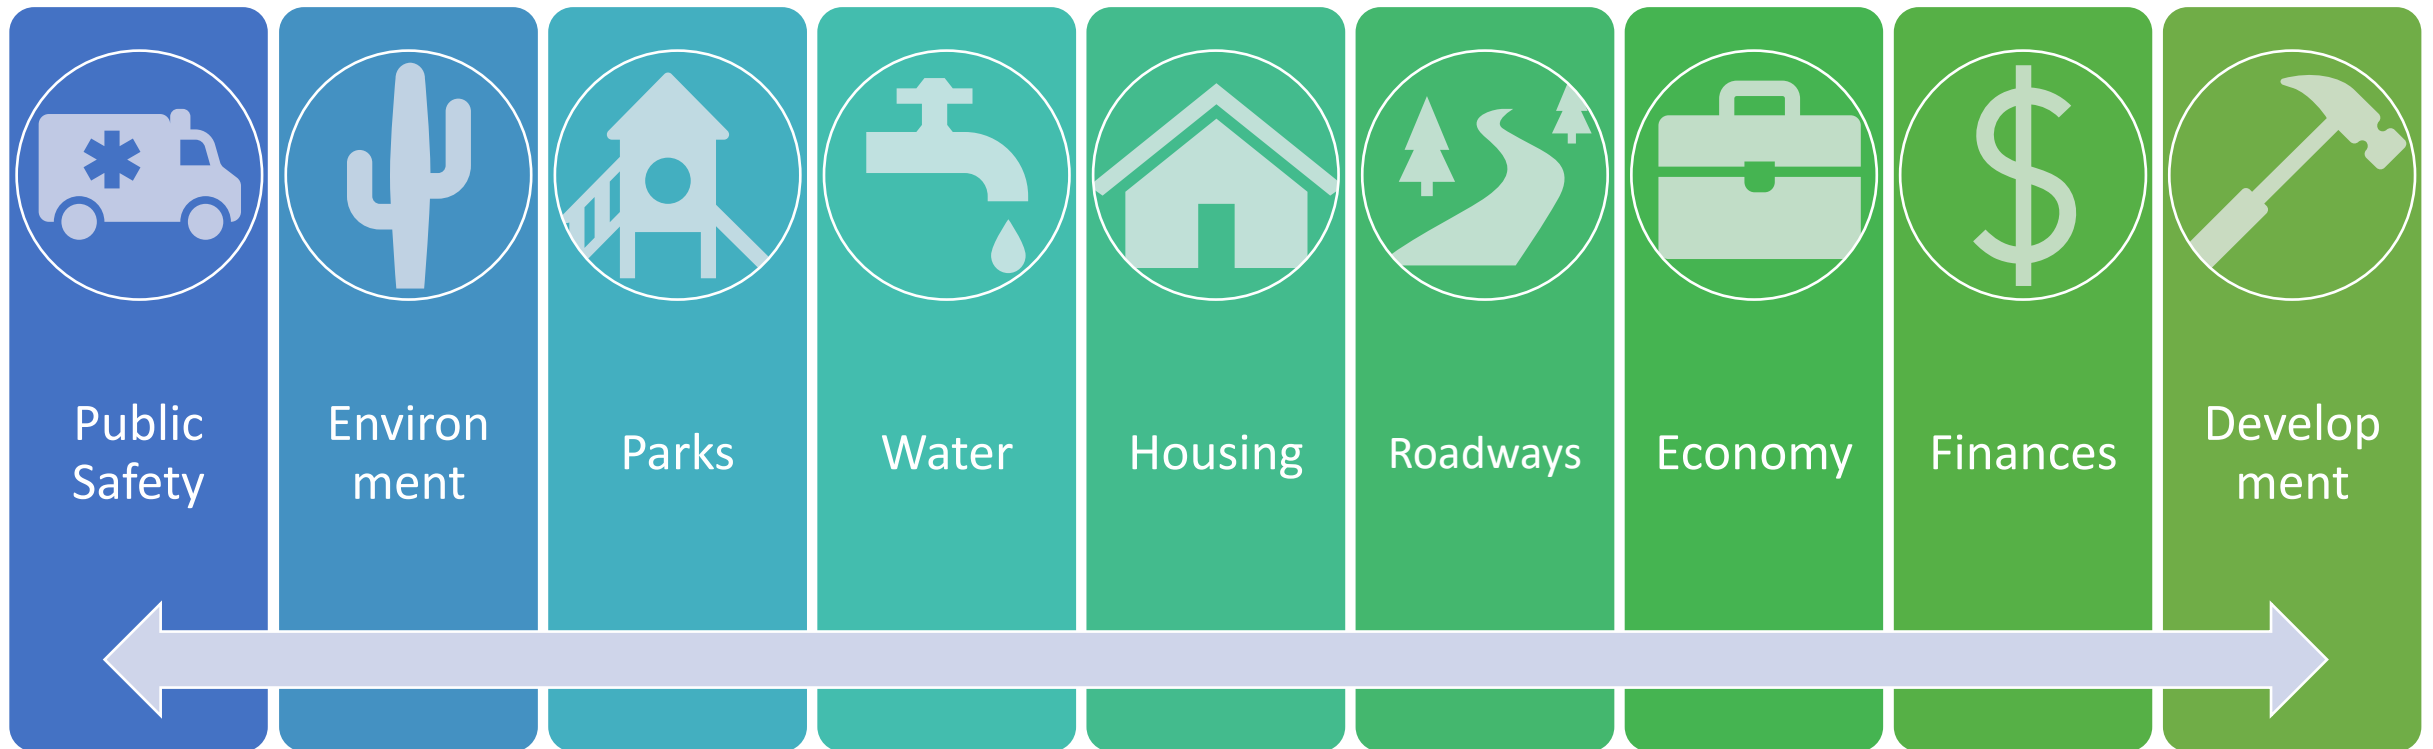 Public
Safety
Environ
ment
Parks
Water
Housing
Roadways
Economy
Finances
Develop
ment